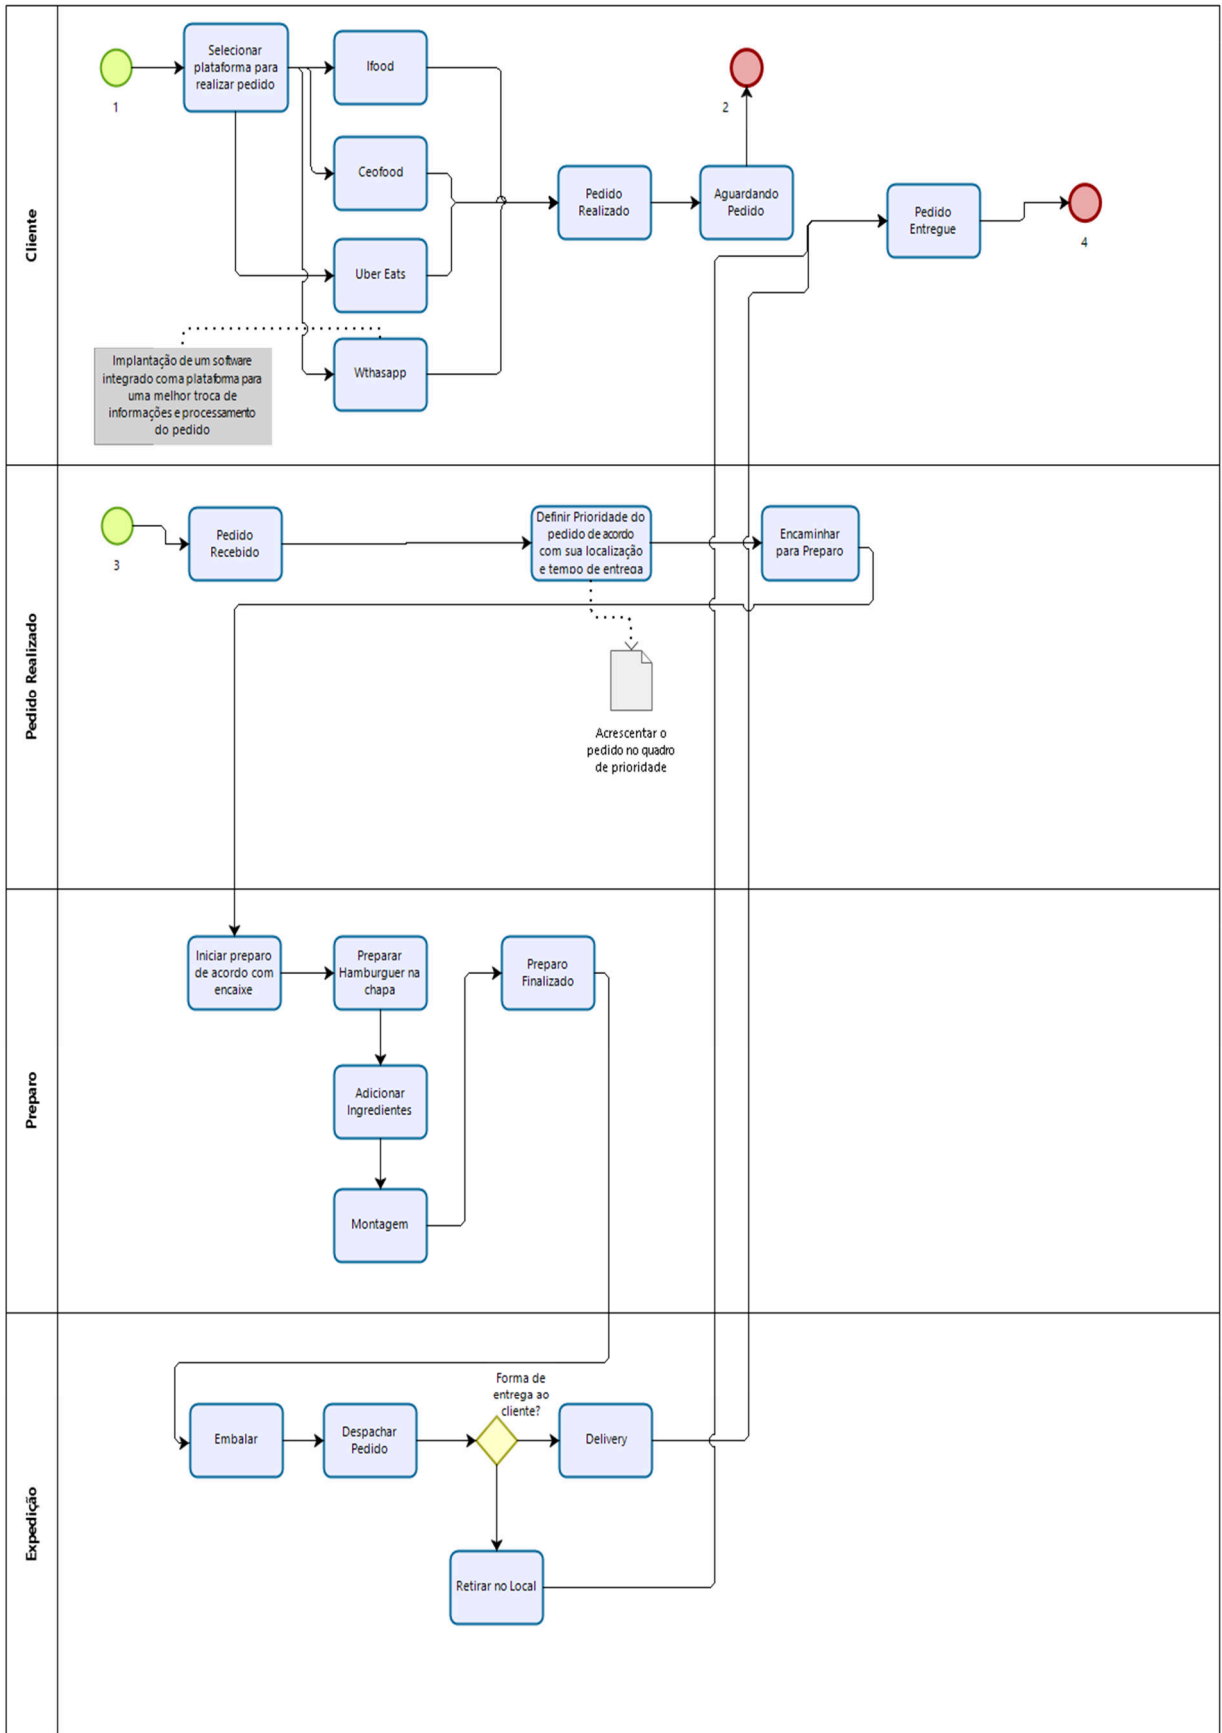 Cliente
1
Selecionar
plataforma para
realizar pedido
Ifood
Ceofood
Uber Eats
Wthasapp
Implantação de um software
integrado coma plataforma para
uma melhor troca de
informações e processamento
do pedido
Pedido
Realizado
Aguardando
Pedido
2
Pedido
Entregue
4
Pedido Realizado
3
Pedido
Recebido
Definir Prioridade do
pedido de acordo
com sua localização
e tempo de entrega
Encaminhar
para Preparo
Acrescentar o
pedido no quadro
de prioridade
Preparo
Iniciar preparo
de acordo com
encaixe
Preparar
Hamburguer na
chapa
Adicionar
Ingredientes
Montagem
Preparo
Finalizado
Expedição
Embalar
Despachar
Pedido
Forma de
entrega ao
cliente?
Delivery
Retirar no Local